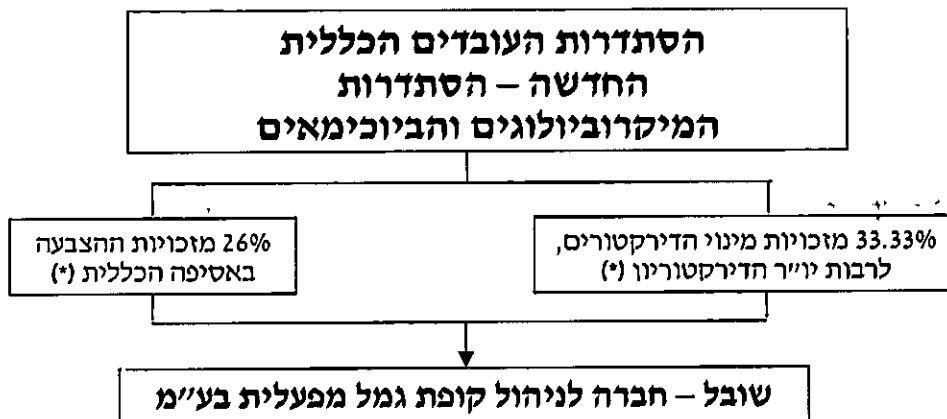 הסתדרות העובדים הכללית
החדשה – הסתדרות
המיקרוביולוגים והביוכימאים
33.33% מזכויות מינוי הדירקטורים,
לרבות יו"ר הדירקטוריון (*)
26% מזכויות ההצבעה
באסיפה הכללית (*)
שובל – חברה לניהול קופת גמל מפעלית בע"מ